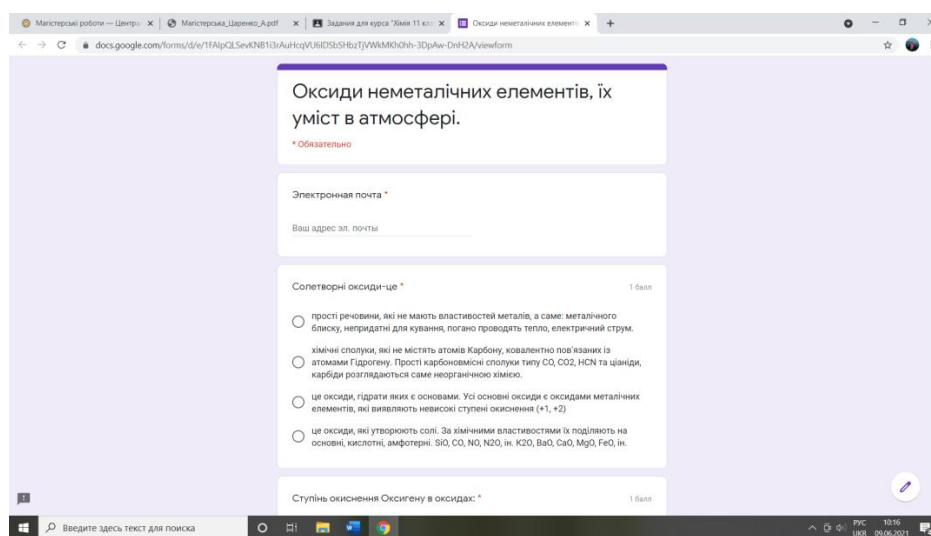 Магістерські роботи — Центра
Магістерська_Царенко_А.pdf
Задания для курса "Хімія 11 кла
Оксиди неметалічних елементів
docs.google.com/forms/d/e/1FAIpQLSevKNB1i3rAuHcqVU6IDSbSHbzTjVWkMKh0hh-3DpAw-DnH2A/viewform
Оксиди неметалічних елементів, їх
уміст в атмосфері.
* Обязательно
Электронная почта *
Ваш адрес эл. почты
Солетворні оксиди-це *
1 балл
прості речовини, які не мають властивостей металів, а саме: металічного
блиску, непридатні для кування, погано проводять тепло, електричний струм.
хімічні сполуки, які не містять атомів Карбону, ковалентно пов'язаних із
атомами Гідрогену. Прості карбоновмісні сполуки типу CO, CO2, HCN та ціаніди,
карбіди розглядаються саме неорганічною хімією.
це оксиди, гідрати яких є основами. Усі основні оксиди є оксидами металічних
елементів, які виявляють невисокі ступені окиснення (+1, +2)
це оксиди, які утворюють солі. За хімічними властивостями їх поділяють на
основні, кислотні, амфотерні. SiO, CO, NO, N2O, ін. K2O, BaO, CaO, MgO, FeO, ін.
Ступінь окиснення Оксигену в оксидах: *
1 балл
Введите здесь текст для поиска
РУС
UKR
10:16
09.06.2021